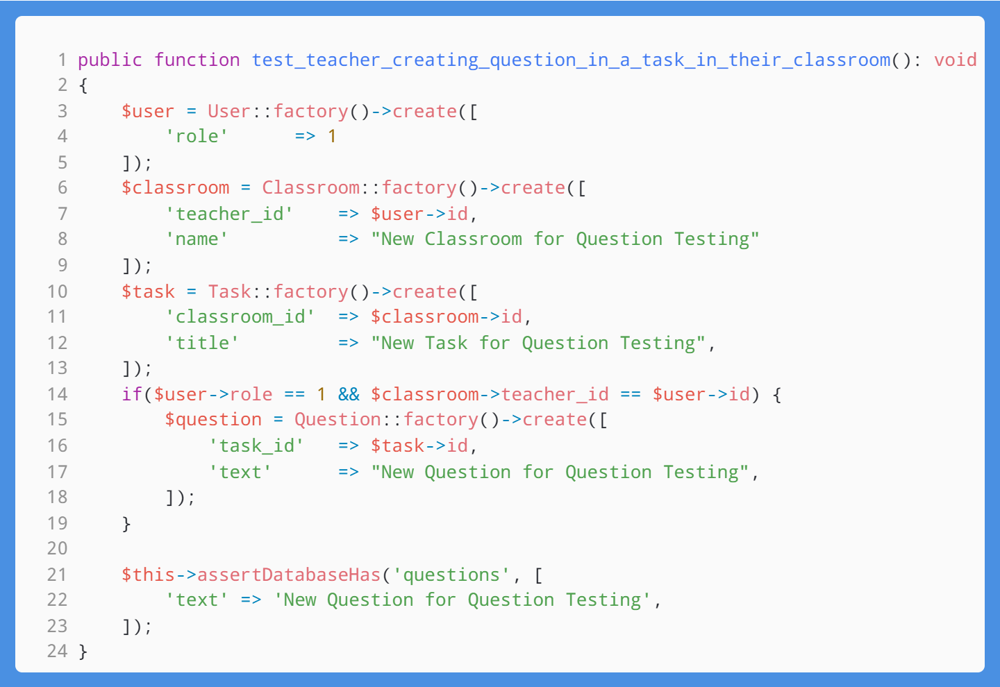 1 public function test_teacher_creating_question_in_a_task_in_their_classroom(): void
2 {
3     $user = User::factory()->create([
4         'role'      => 1
5     ]);
6     $classroom = Classroom::factory()->create([
7         'teacher_id'    => $user->id,
8         'name'          => "New Classroom for Question Testing"
9     ]);
10     $task = Task::factory()->create([
11         'classroom_id'  => $classroom->id,
12         'title'         => "New Task for Question Testing",
13     ]);
14     if($user->role == 1 && $classroom->teacher_id == $user->id) {
15         $question = Question::factory()->create([
16             'task_id'   => $task->id,
17             'text'      => "New Question for Question Testing",
18         ]);
19     }
20
21     $this->assertDatabaseHas('questions', [
22         'text' => 'New Question for Question Testing',
23     ]);
24 }